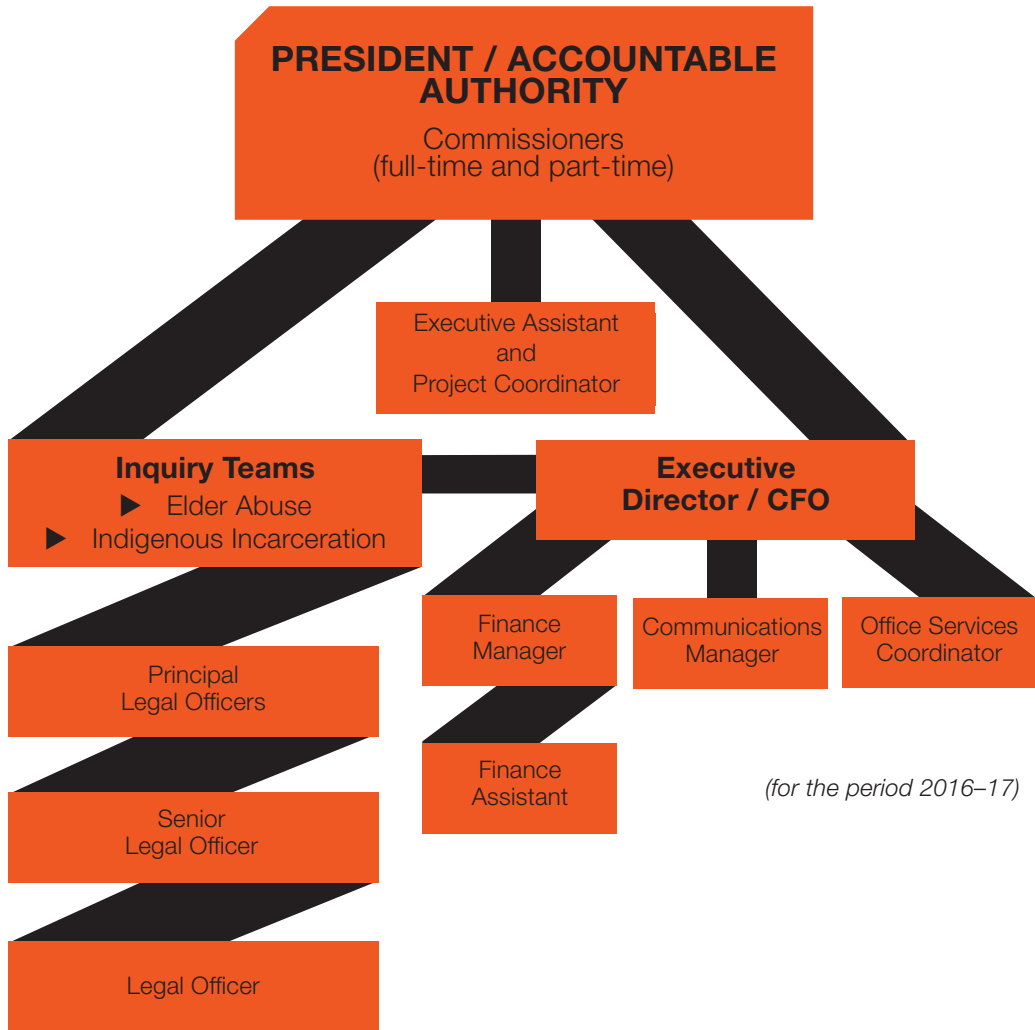 PRESIDENT / ACCOUNTABLE
AUTHORITY
Commissioners
(full-time and part-time)
Executive Assistant
and
Project Coordinator
Inquiry Teams
▶ Elder Abuse
▶ Indigenous Incarceration
Executive
Director / CFO
Finance
Manager
Communications
Manager
Office Services
Coordinator
Principal
Legal Officers
Finance
Assistant
(for the period 2016–17)
Senior
Legal Officer
Legal Officer